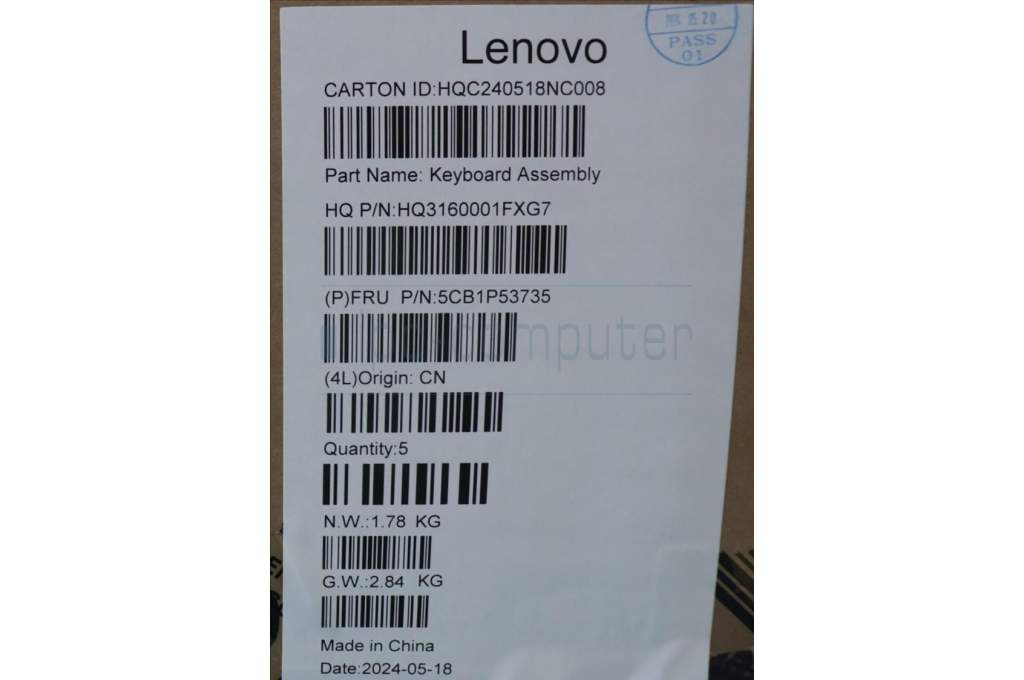 Lenovo
PASS
01
CARTON ID:HQC240518NC008
Part Name: Keyboard Assembly
HQ P/N:HQ3160001FXG7
(P)FRU P/N:5CB1P53735
computer
(4L)Origin: CN
Quantity:5
N.W.:1.78 KG
G.W.:2.84 KG
Made in China
Date:2024-05-18